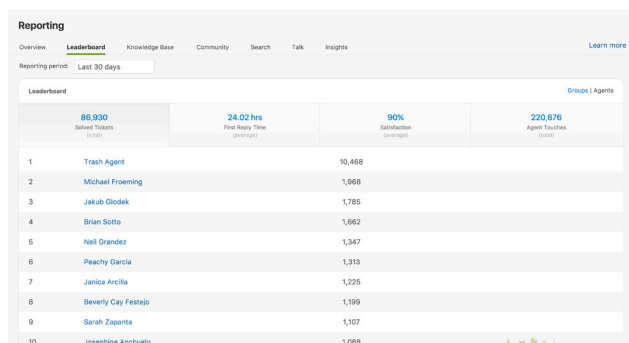 Reporting
Overview Leaderboard Knowledge Base Community Search Talk Insights Learn more
Reporting period: Last 30 days
Leaderboard Groups | Agents
86,930 24.02 hrs 90% 220,676
Solved Tickets First Reply Time Satisfaction Agent Touches
(total) (average) (average) (total)
1 Trash Agent 10,468
2 Michael Froeming 1,968
3 Jakub Glodek 1,785
4 Brian Sotto 1,662
5 Neil Grandez 1,347
6 Peachy Garcia 1,313
7 Janica Arcilla 1,225
8 Beverly Cay Festejo 1,199
9 Sarah Zapanta 1,107
10 Josephine Anchuelo 1,088